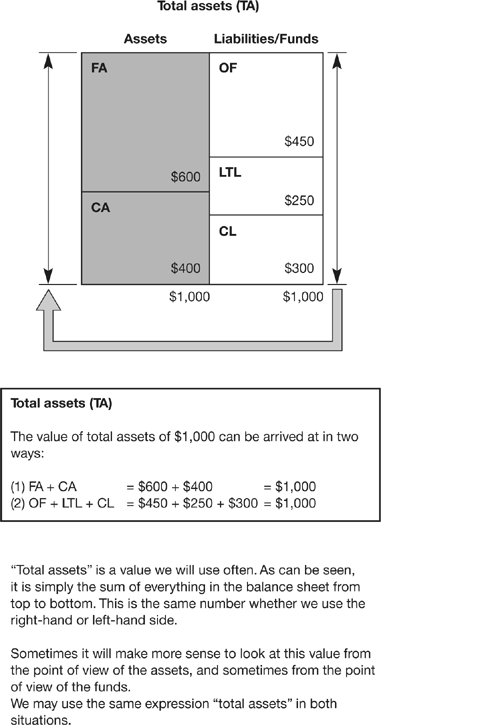 Total assets (TA)
Assets Liabilities/Funds
FA OF
$450
$600 LTL
CA $250
CL
$400 $300
$1,000 $1,000
Total assets (TA)
The value of total assets of $1,000 can be arrived at in two
ways:
(1) FA + CA = $600 + $400 = $1,000
(2) OF + LTL + CL = $450 + $250 + $300 = $1,000
“Total assets” is a value we will use often. As can be seen,
it is simply the sum of everything in the balance sheet from
top to bottom. This is the same number whether we use the
right-hand or left-hand side.
Sometimes it will make more sense to look at this value from
the point of view of the assets, and sometimes from the point
of view of the funds.
We may use the same expression “total assets” in both
situations.